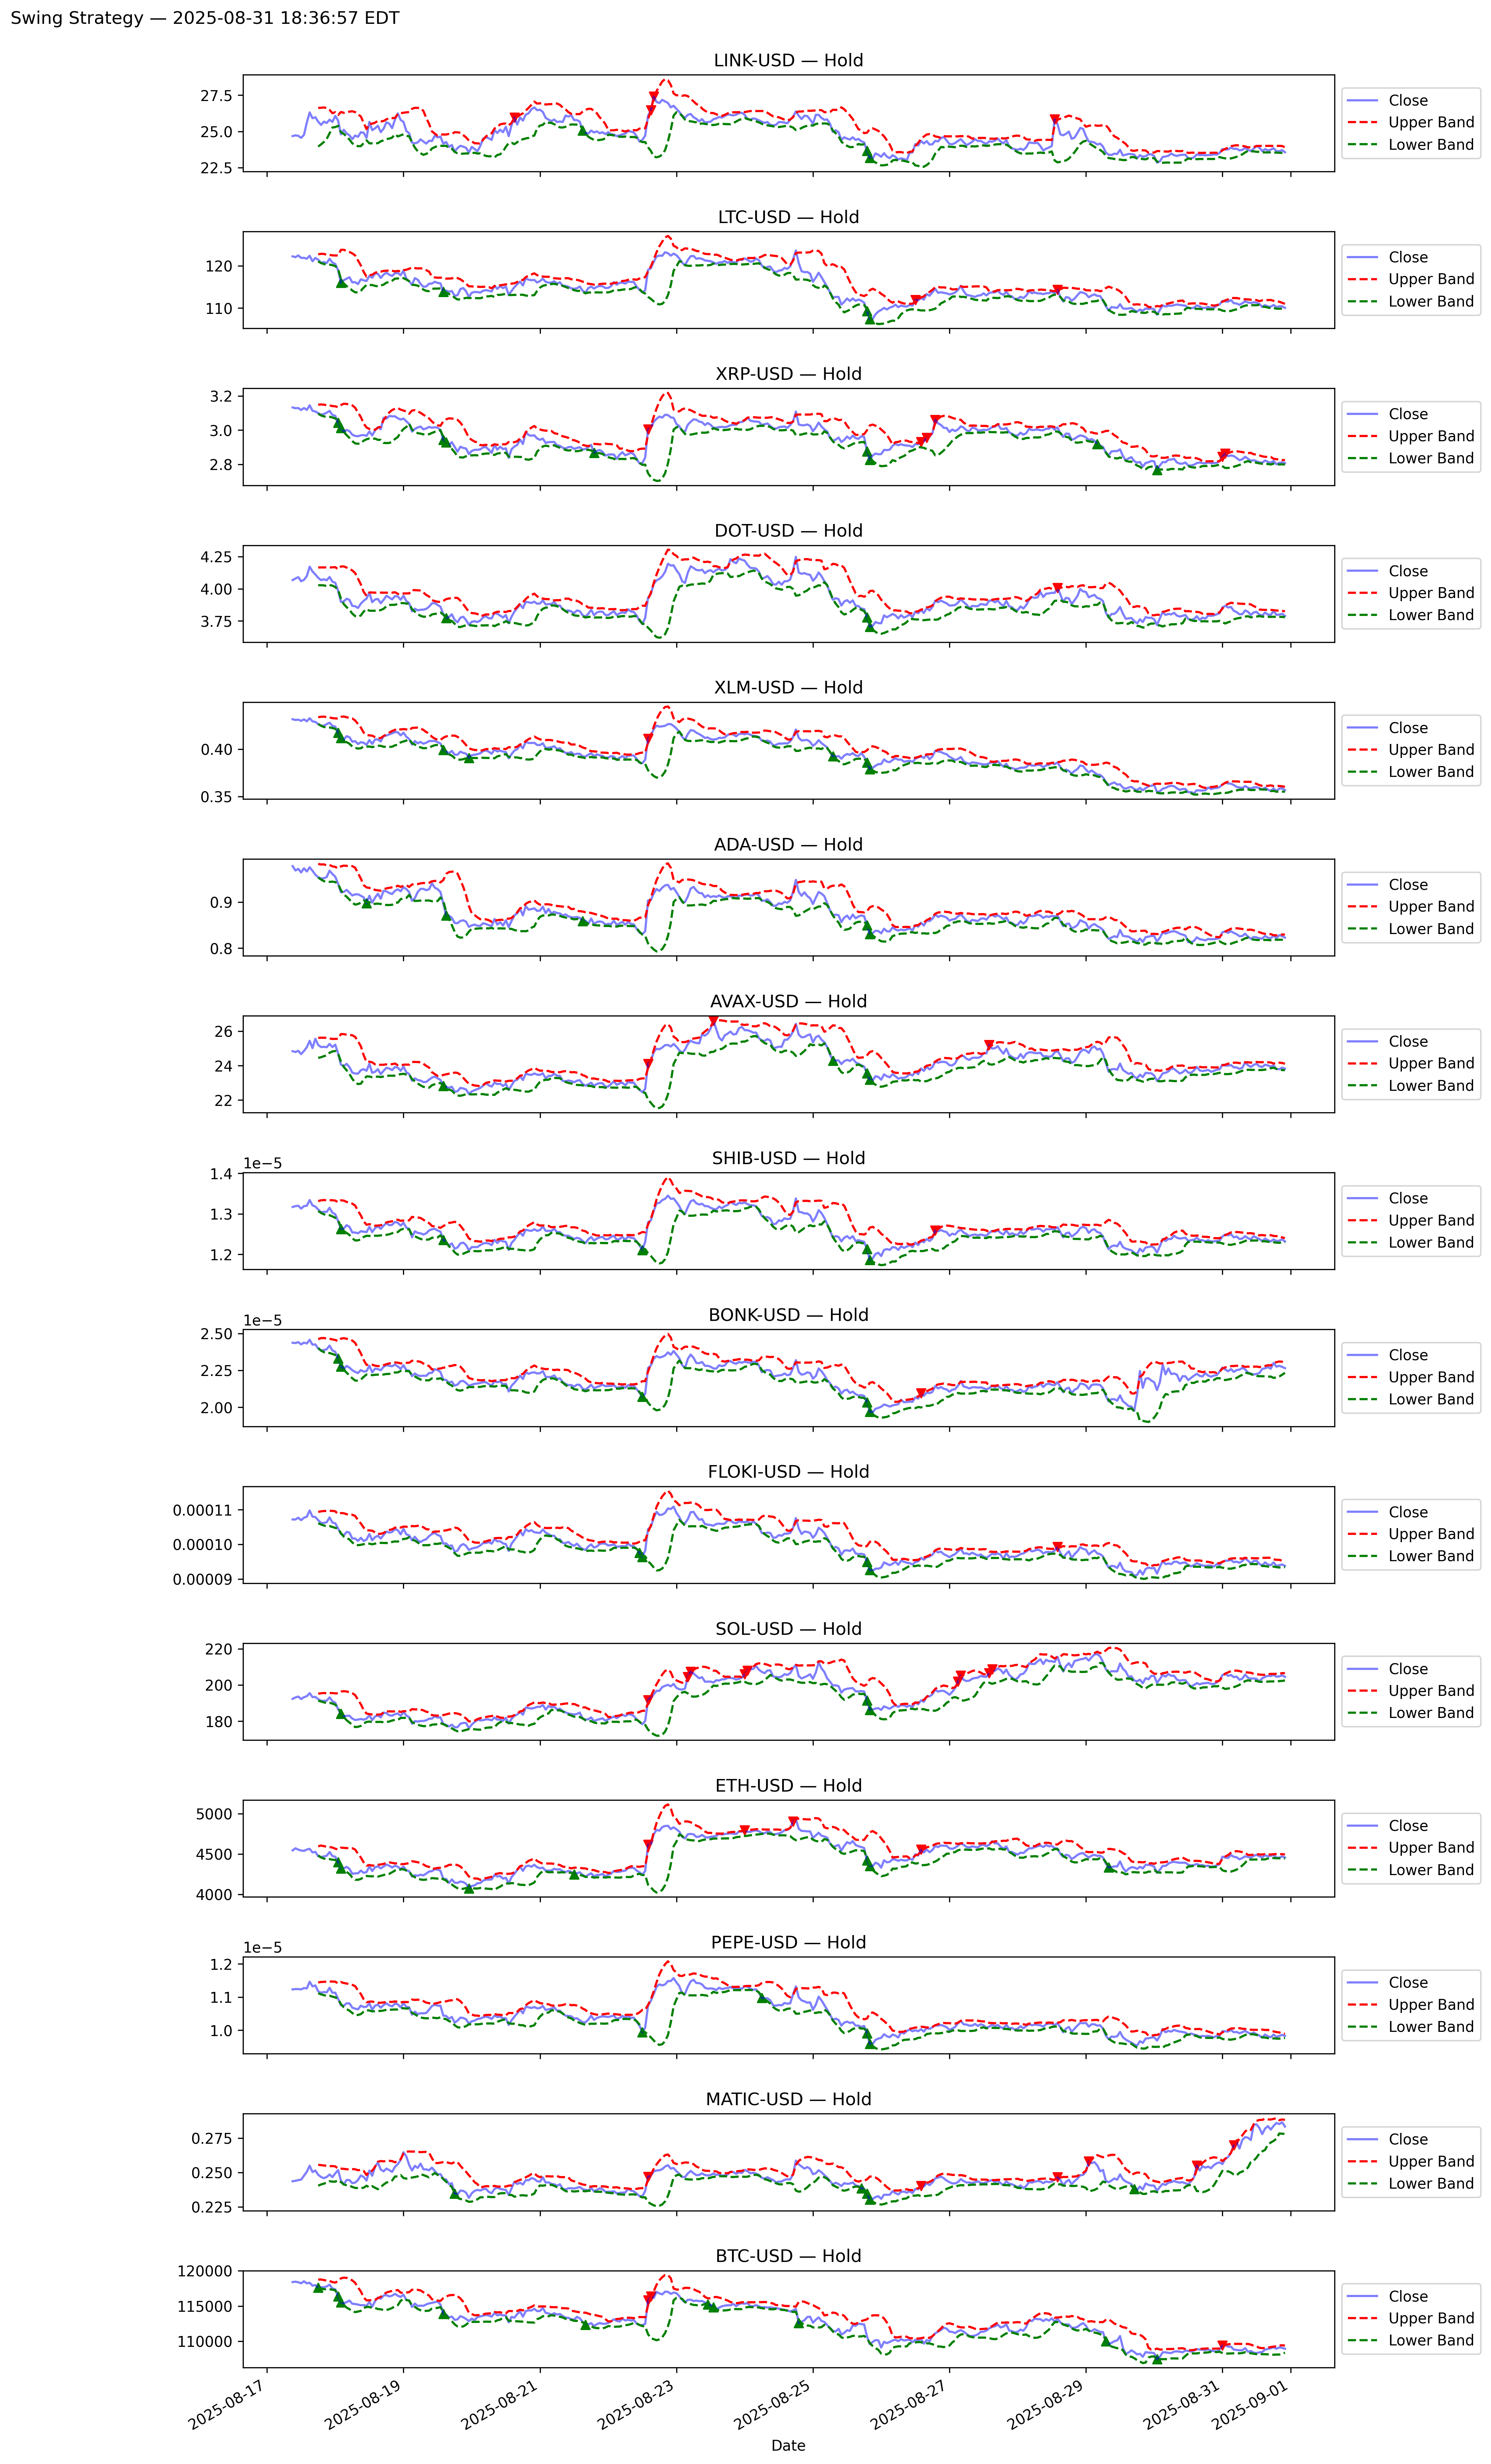 Swing Strategy — 2025-08-31 18:36:57 EDT
LINK-USD — Hold
27.5
25.0
22.5
Close
Upper Band
Lower Band
LTC-USD — Hold
120
110
Close
Upper Band
Lower Band
XRP-USD — Hold
3.2
3.0
2.8
Close
Upper Band
Lower Band
DOT-USD — Hold
4.25
4.00
3.75
Close
Upper Band
Lower Band
XLM-USD — Hold
0.40
0.35
Close
Upper Band
Lower Band
ADA-USD — Hold
0.9
0.8
Close
Upper Band
Lower Band
AVAX-USD — Hold
26
24
22
Close
Upper Band
Lower Band
SHIB-USD — Hold
1e−5
1.4
1.3
1.2
Close
Upper Band
Lower Band
BONK-USD — Hold
1e−5
2.50
2.25
2.00
Close
Upper Band
Lower Band
FLOKI-USD — Hold
0.00011
0.00010
0.00009
Close
Upper Band
Lower Band
SOL-USD — Hold
220
200
180
Close
Upper Band
Lower Band
ETH-USD — Hold
5000
4500
4000
Close
Upper Band
Lower Band
PEPE-USD — Hold
1e−5
1.2
1.1
1.0
Close
Upper Band
Lower Band
MATIC-USD — Hold
0.275
0.250
0.225
Close
Upper Band
Lower Band
BTC-USD — Hold
120000
115000
110000
Close
Upper Band
Lower Band
2025-08-17
2025-08-19
2025-08-21
2025-08-23
2025-08-25
2025-08-27
2025-08-29
2025-08-31
2025-09-01
Date